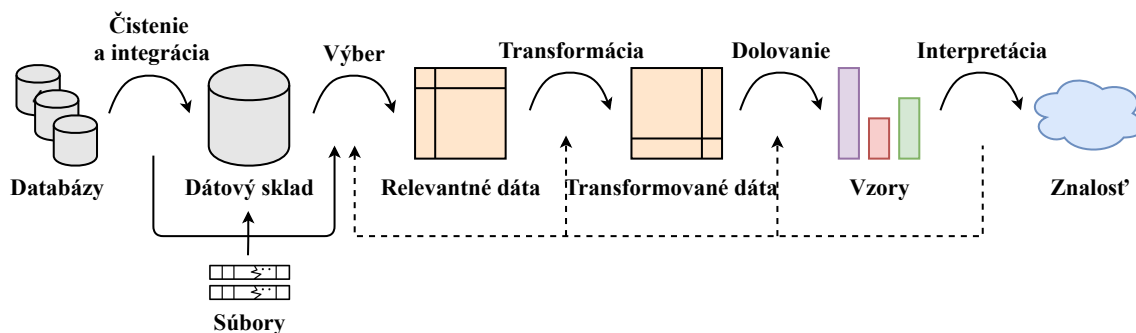 Čistenie
a integrácia
Výber
Transformácia
Dolovanie
Interpretácia
Databázy
Dátový sklad
Relevantné dáta
Transformované dáta
Vzory
Znalosť
Súbory